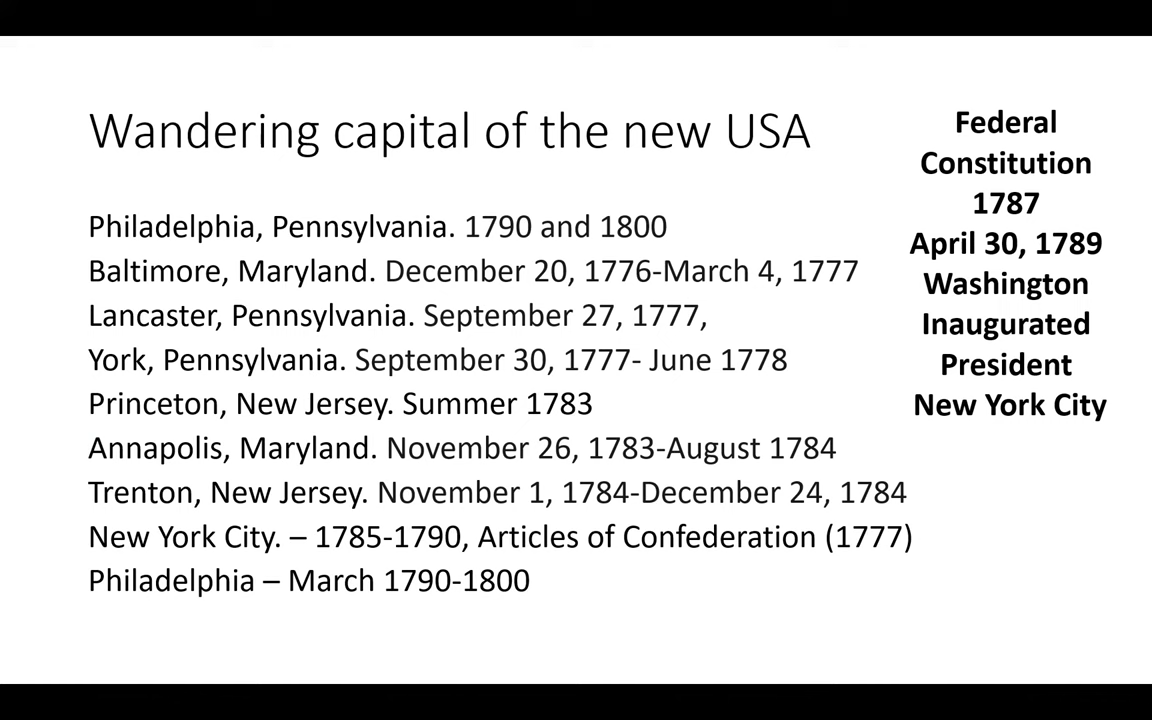 Wandering capital of the new USA
Philadelphia, Pennsylvania. 1790 and 1800
Baltimore, Maryland. December 20, 1776-March 4, 1777
Lancaster, Pennsylvania. September 27, 1777,
York, Pennsylvania. September 30, 1777- June 1778
Princeton, New Jersey. Summer 1783
Annapolis, Maryland. November 26, 1783-August 1784
Trenton, New Jersey. November 1, 1784-December 24, 1784
New York City. – 1785-1790, Articles of Confederation (1777)
Philadelphia – March 1790-1800
Federal
Constitution
1787
April 30, 1789
Washington
Inaugurated
President
New York City